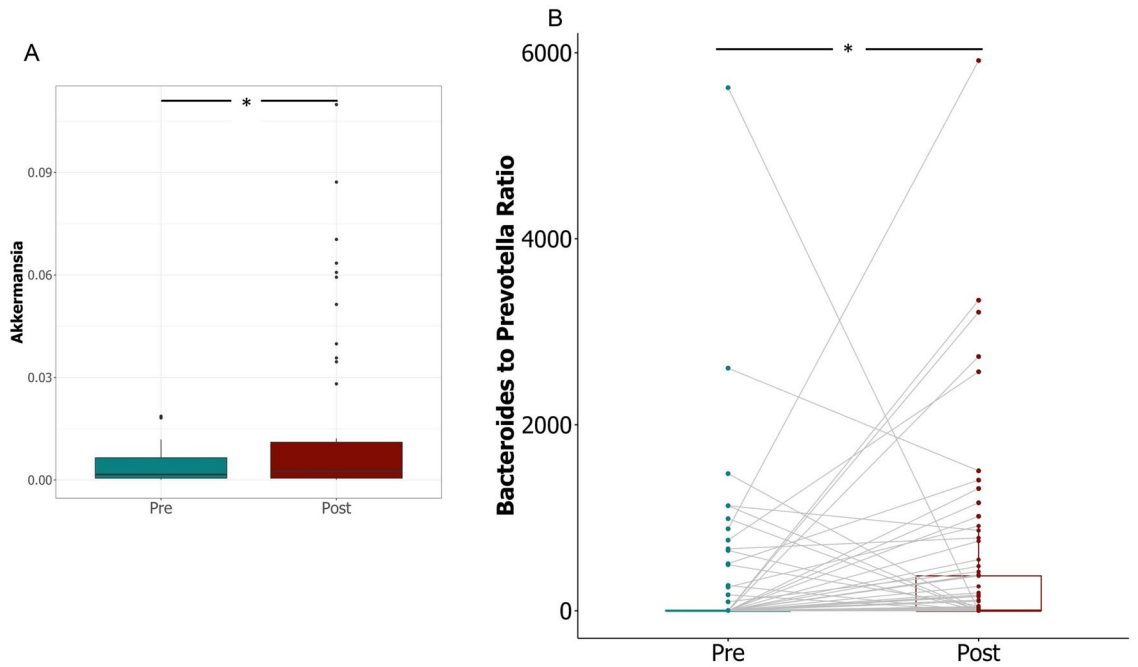 A
*
0.09
0.06
0.03
0.00
Akkermansia
Pre Post
B
*
6000
4000
2000
0
Bacteroides to Prevotella Ratio
Pre Post